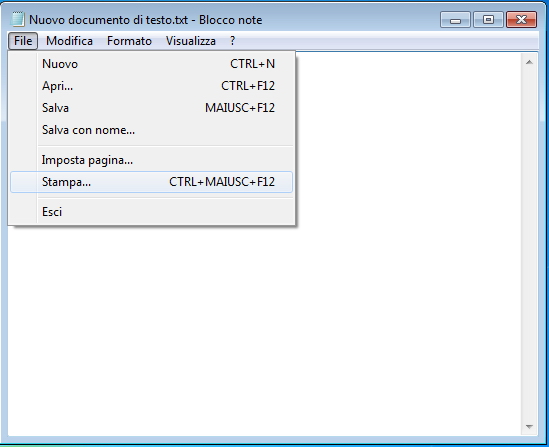 Nuovo documento di testo.txt - Blocco note
File Modifica Formato Visualizza ?
Nuovo CTRL+N
Apri... CTRL+F12
Salva MAIUSC+F12
Salva con nome...
Imposta pagina...
Stampa... CTRL+MAIUSC+F12
Esci